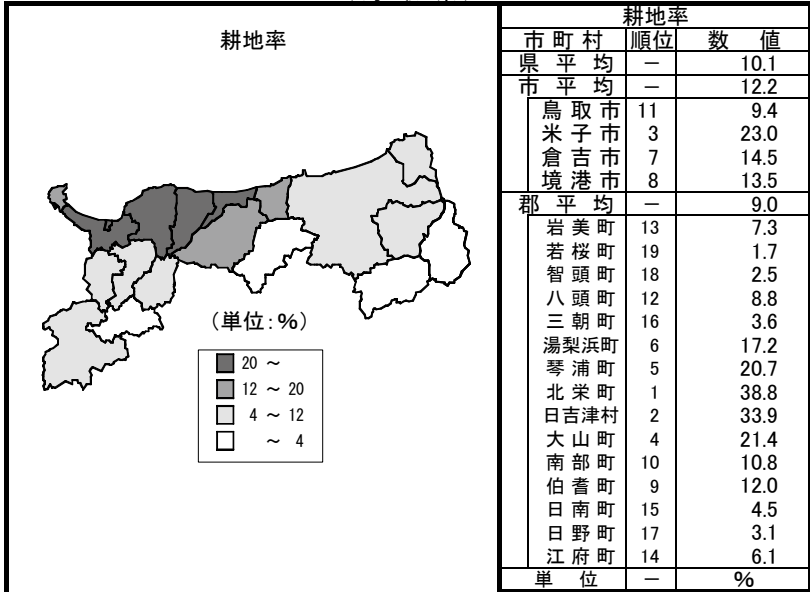 耕地率
(単位:%)
20 ～
12 ～ 20
4 ～ 12
～ 4
耕地率
市町村 順位 数 値
県 平 均 － 10.1
市 平 均 － 12.2
鳥 取 市 11 9.4
米 子 市 3 23.0
倉 吉 市 7 14.5
境 港 市 8 13.5
郡 平 均 － 9.0
岩 美 町 13 7.3
若 桜 町 19 1.7
智 頭 町 18 2.5
八 頭 町 12 8.8
三 朝 町 16 3.6
湯梨浜町 6 17.2
琴 浦 町 5 20.7
北 栄 町 1 38.8
日吉津村 2 33.9
大 山 町 4 21.4
南 部 町 10 10.8
伯 耆 町 9 12.0
日 南 町 15 4.5
日 野 町 17 3.1
江 府 町 14 6.1
単 位 － %